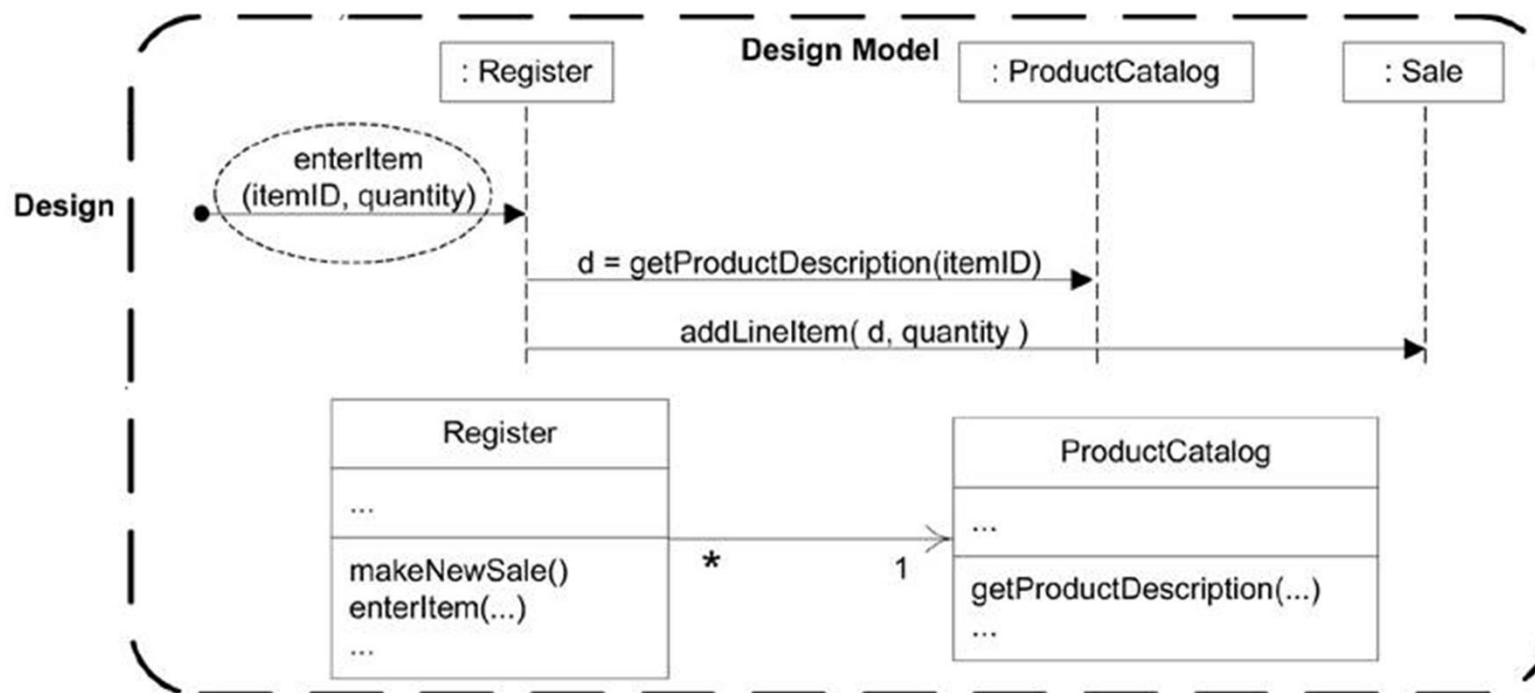 Design Model
: Register
: ProductCatalog
: Sale
enterItem
(itemID, quantity)
Design
d = getProductDescription(itemID)
addLineItem( d, quantity )
Register
...
makeNewSale()
enterItem(...)
...
*
1
ProductCatalog
...
getProductDescription(...)
...